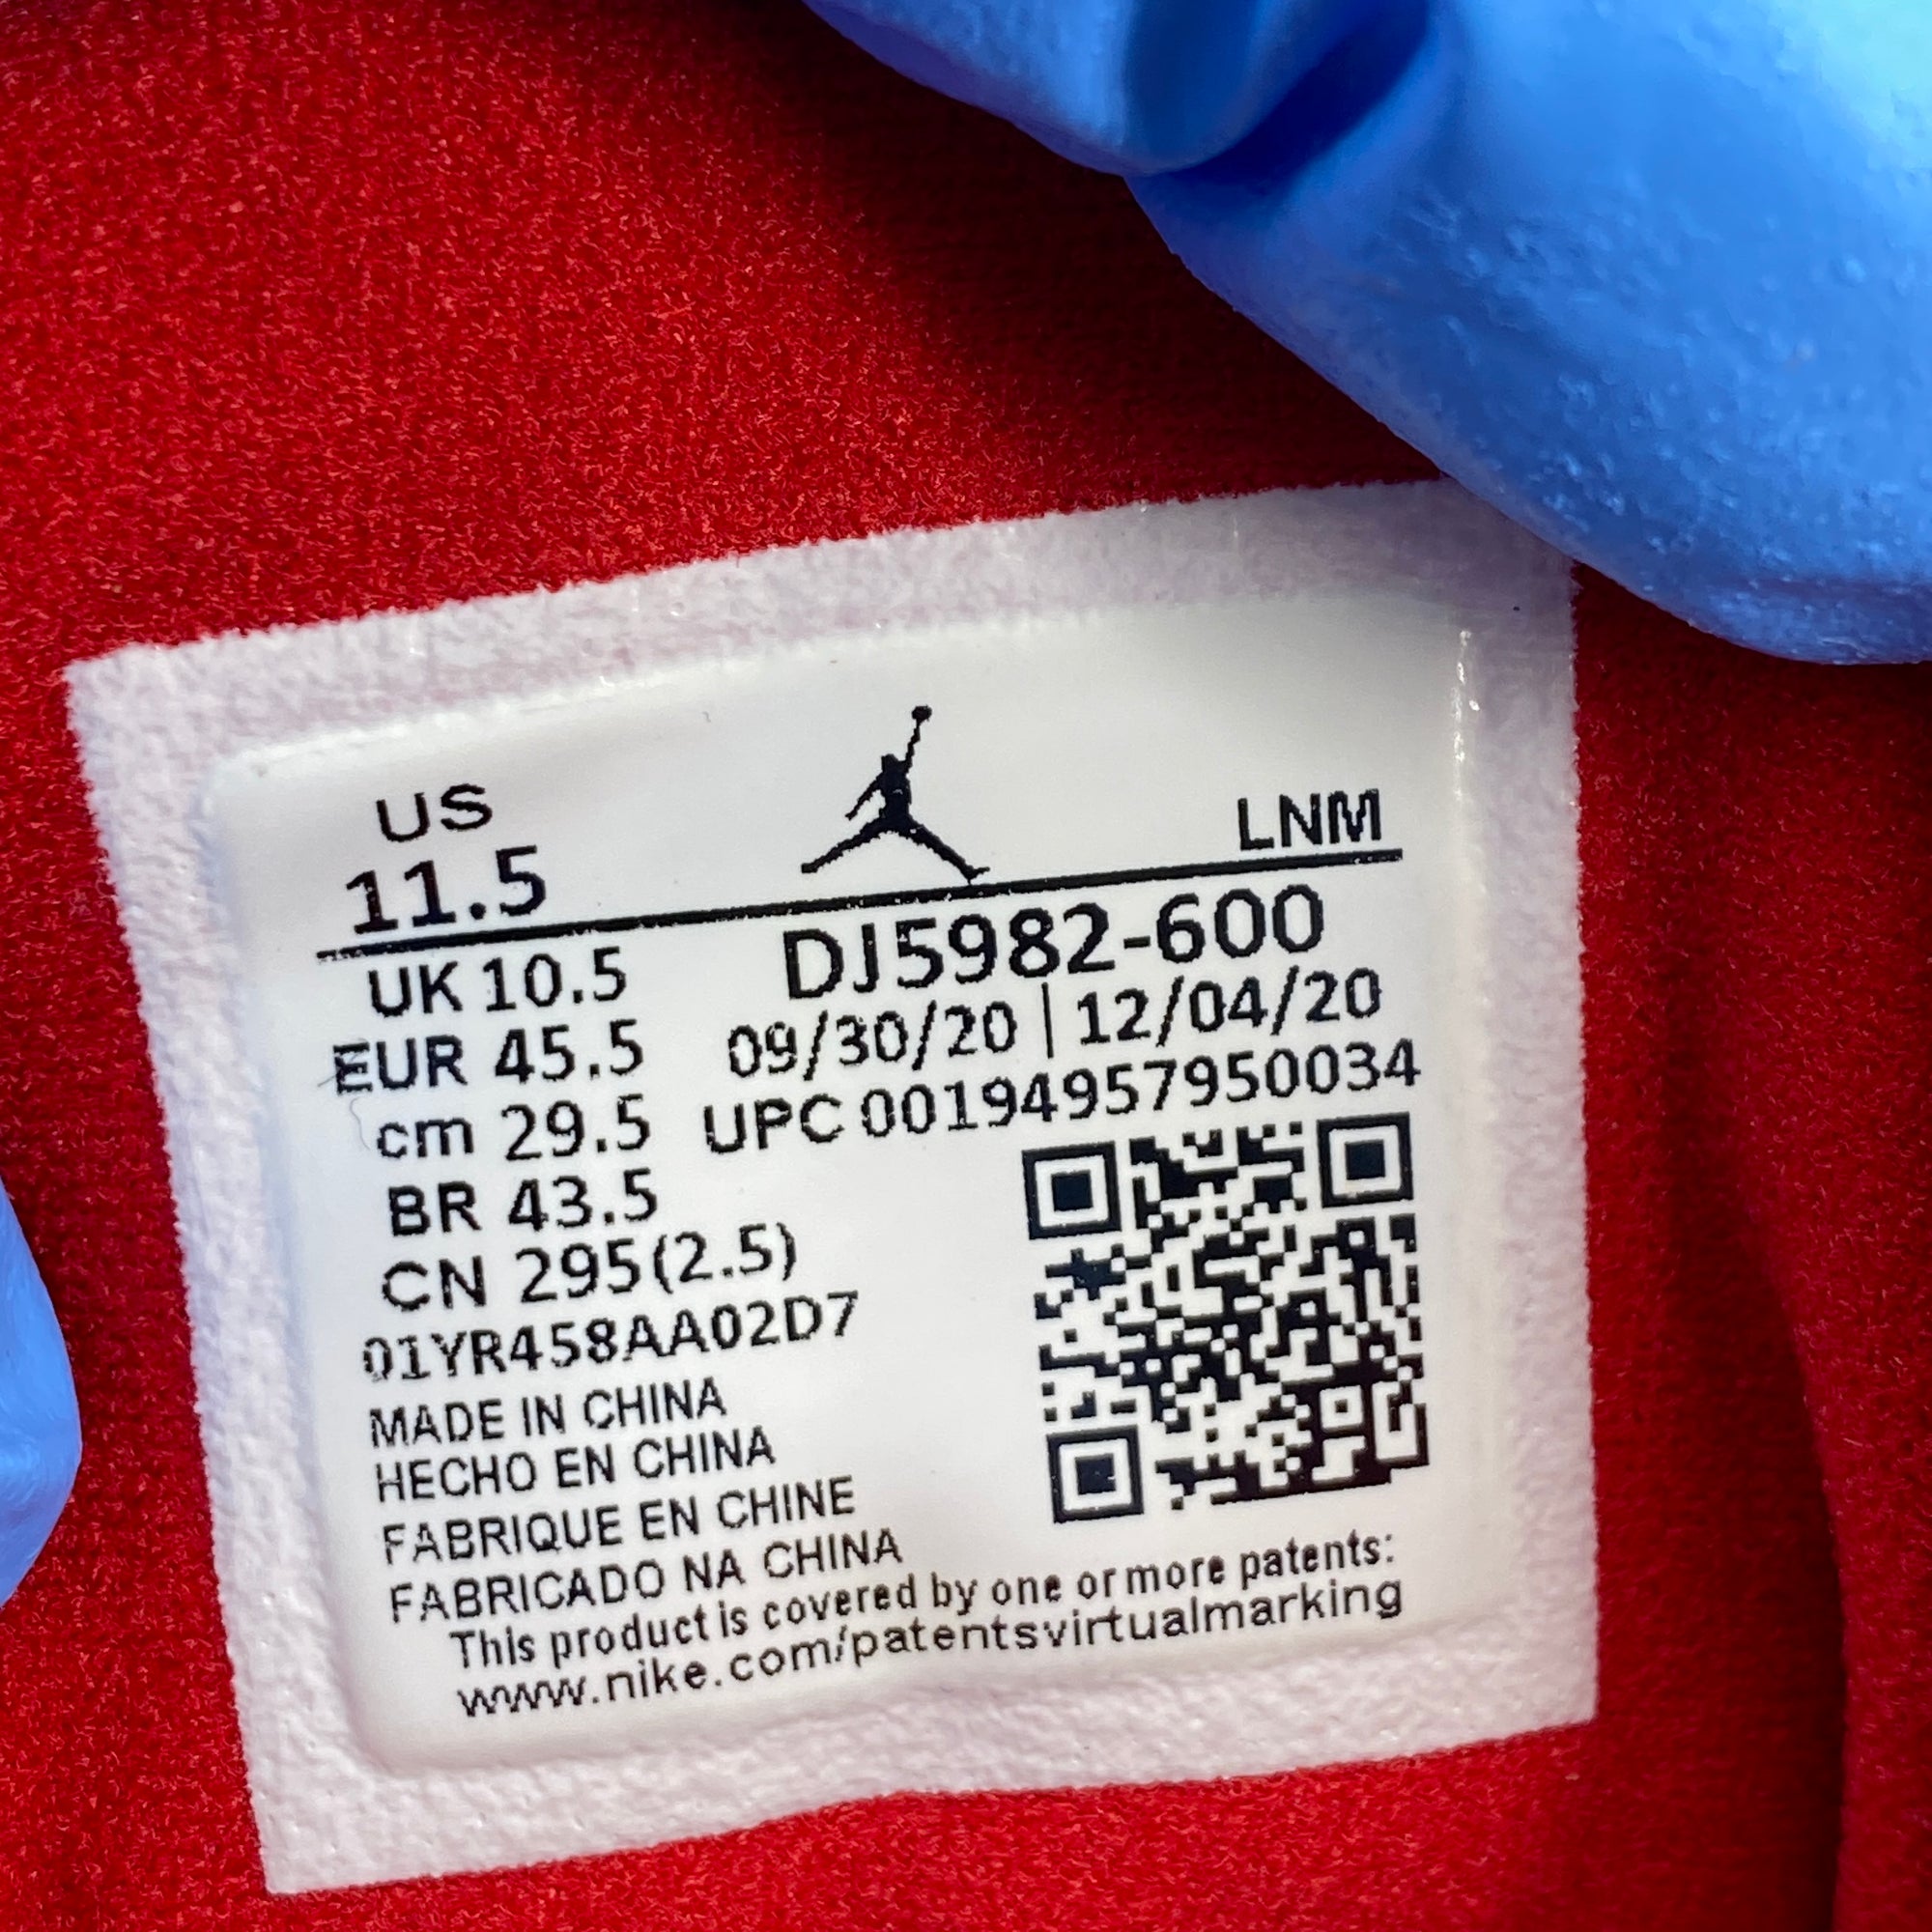 US
LNM
11.5
UK 10.5
DJ5982-600
EUR 45.5
09/30/20 | 12/04/20
cm 29.5
UPC 00194957950034
BR 43.5
CN 295(2.5)
01YR458AA02D7
MADE IN CHINA
HECHO EN CHINA
FABRIQUE EN CHINE
FABRICADO NA CHINA
This product is covered by one or more patents:
www.nike.com/patentsvirtualmarking